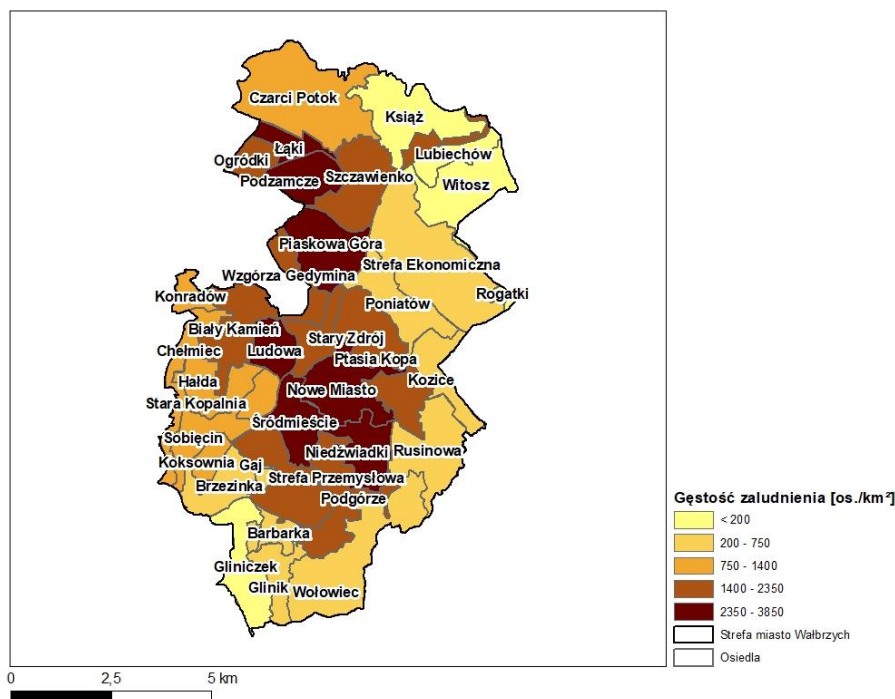 Czarci Potok
Książ
Łąki
Lubiechów
Ogródki
Podzamcze
Szczawienko
Witosz
Piaskowa Góra
Strefa Ekonomiczna
Wzgórza Gedymina
Konradów
Poniatów
Rogatki
Biały Kamień
Stary Zdrój
Chełmiec
Ludowa
Ptasia Kopa
Hałda
Nowe Miasto
Kozice
Stara Kopalnia
Śródmieście
Sobięcin
Niedźwiadki
Rusinowa
Koksownia
Gaj
Strefa Przemysłowa
Brzezinka
Podgórze
Barbarka
Gliniczek
Glinik
Wołowiec
Gęstość zaludnienia [os./km²]
< 200
200 - 750
750 - 1400
1400 - 2350
2350 - 3850
Strefa miasto Wałbrzych
Osiedla
0 2,5 5 km